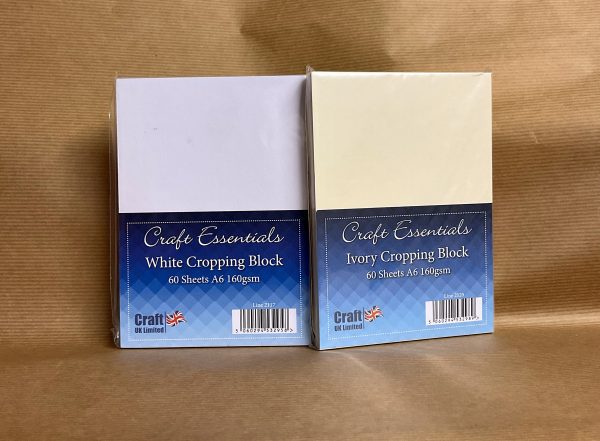 Craft Essentials
White Cropping Block
60 Sheets A6 160gsm
Craft
UK Limited
Craft Essentials
Ivory Cropping Block
60 Sheets A6 160gsm
Craft
UK Limited